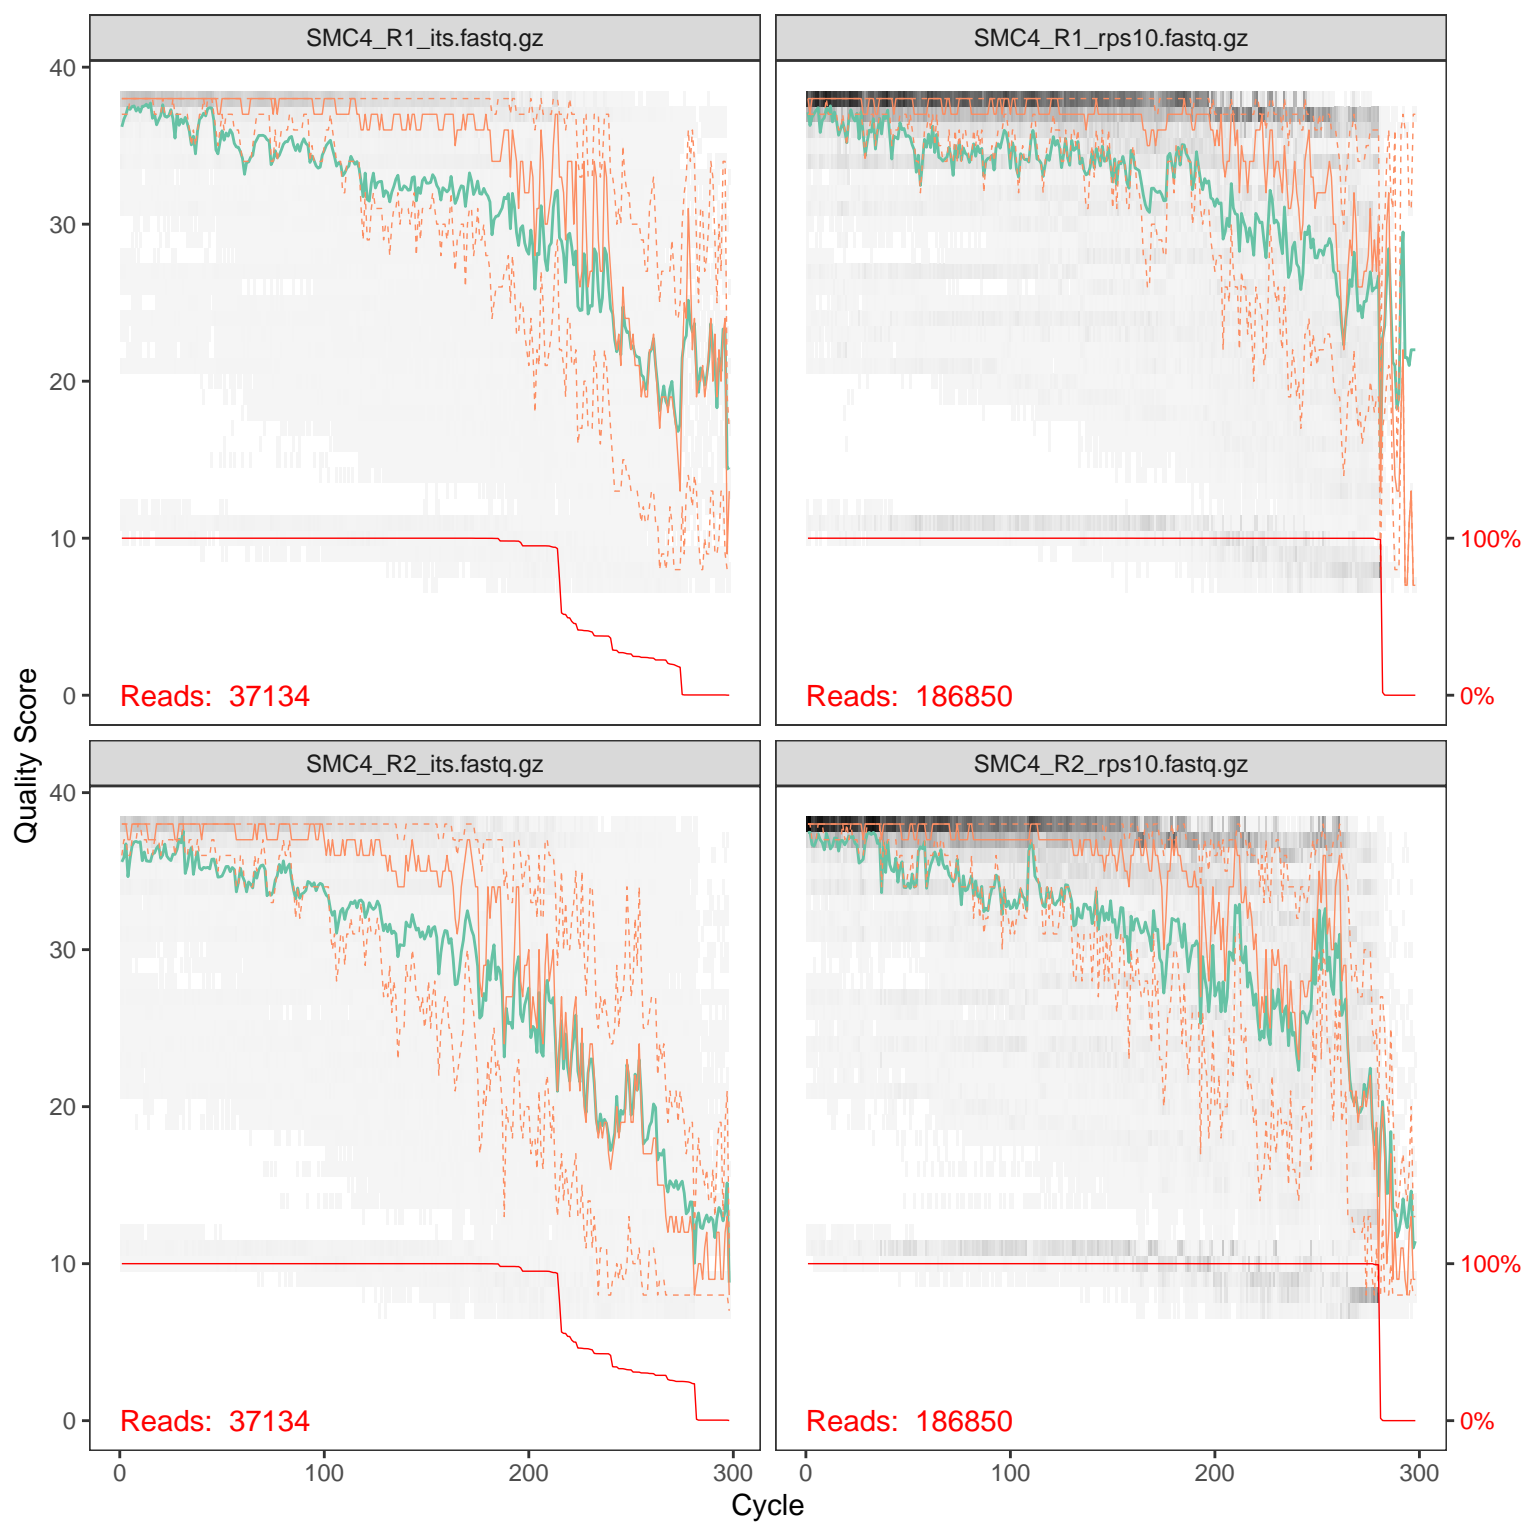 SMC4_R1_its.fastq.gz
SMC4_R1_rps10.fastq.gz
40
30
20
10
0
100%
0%
Reads: 37134
Reads: 186850
Quality Score
SMC4_R2_its.fastq.gz
SMC4_R2_rps10.fastq.gz
40
30
20
10
0
100%
0%
Reads: 37134
Reads: 186850
0 100 200 300
0 100 200 300
Cycle